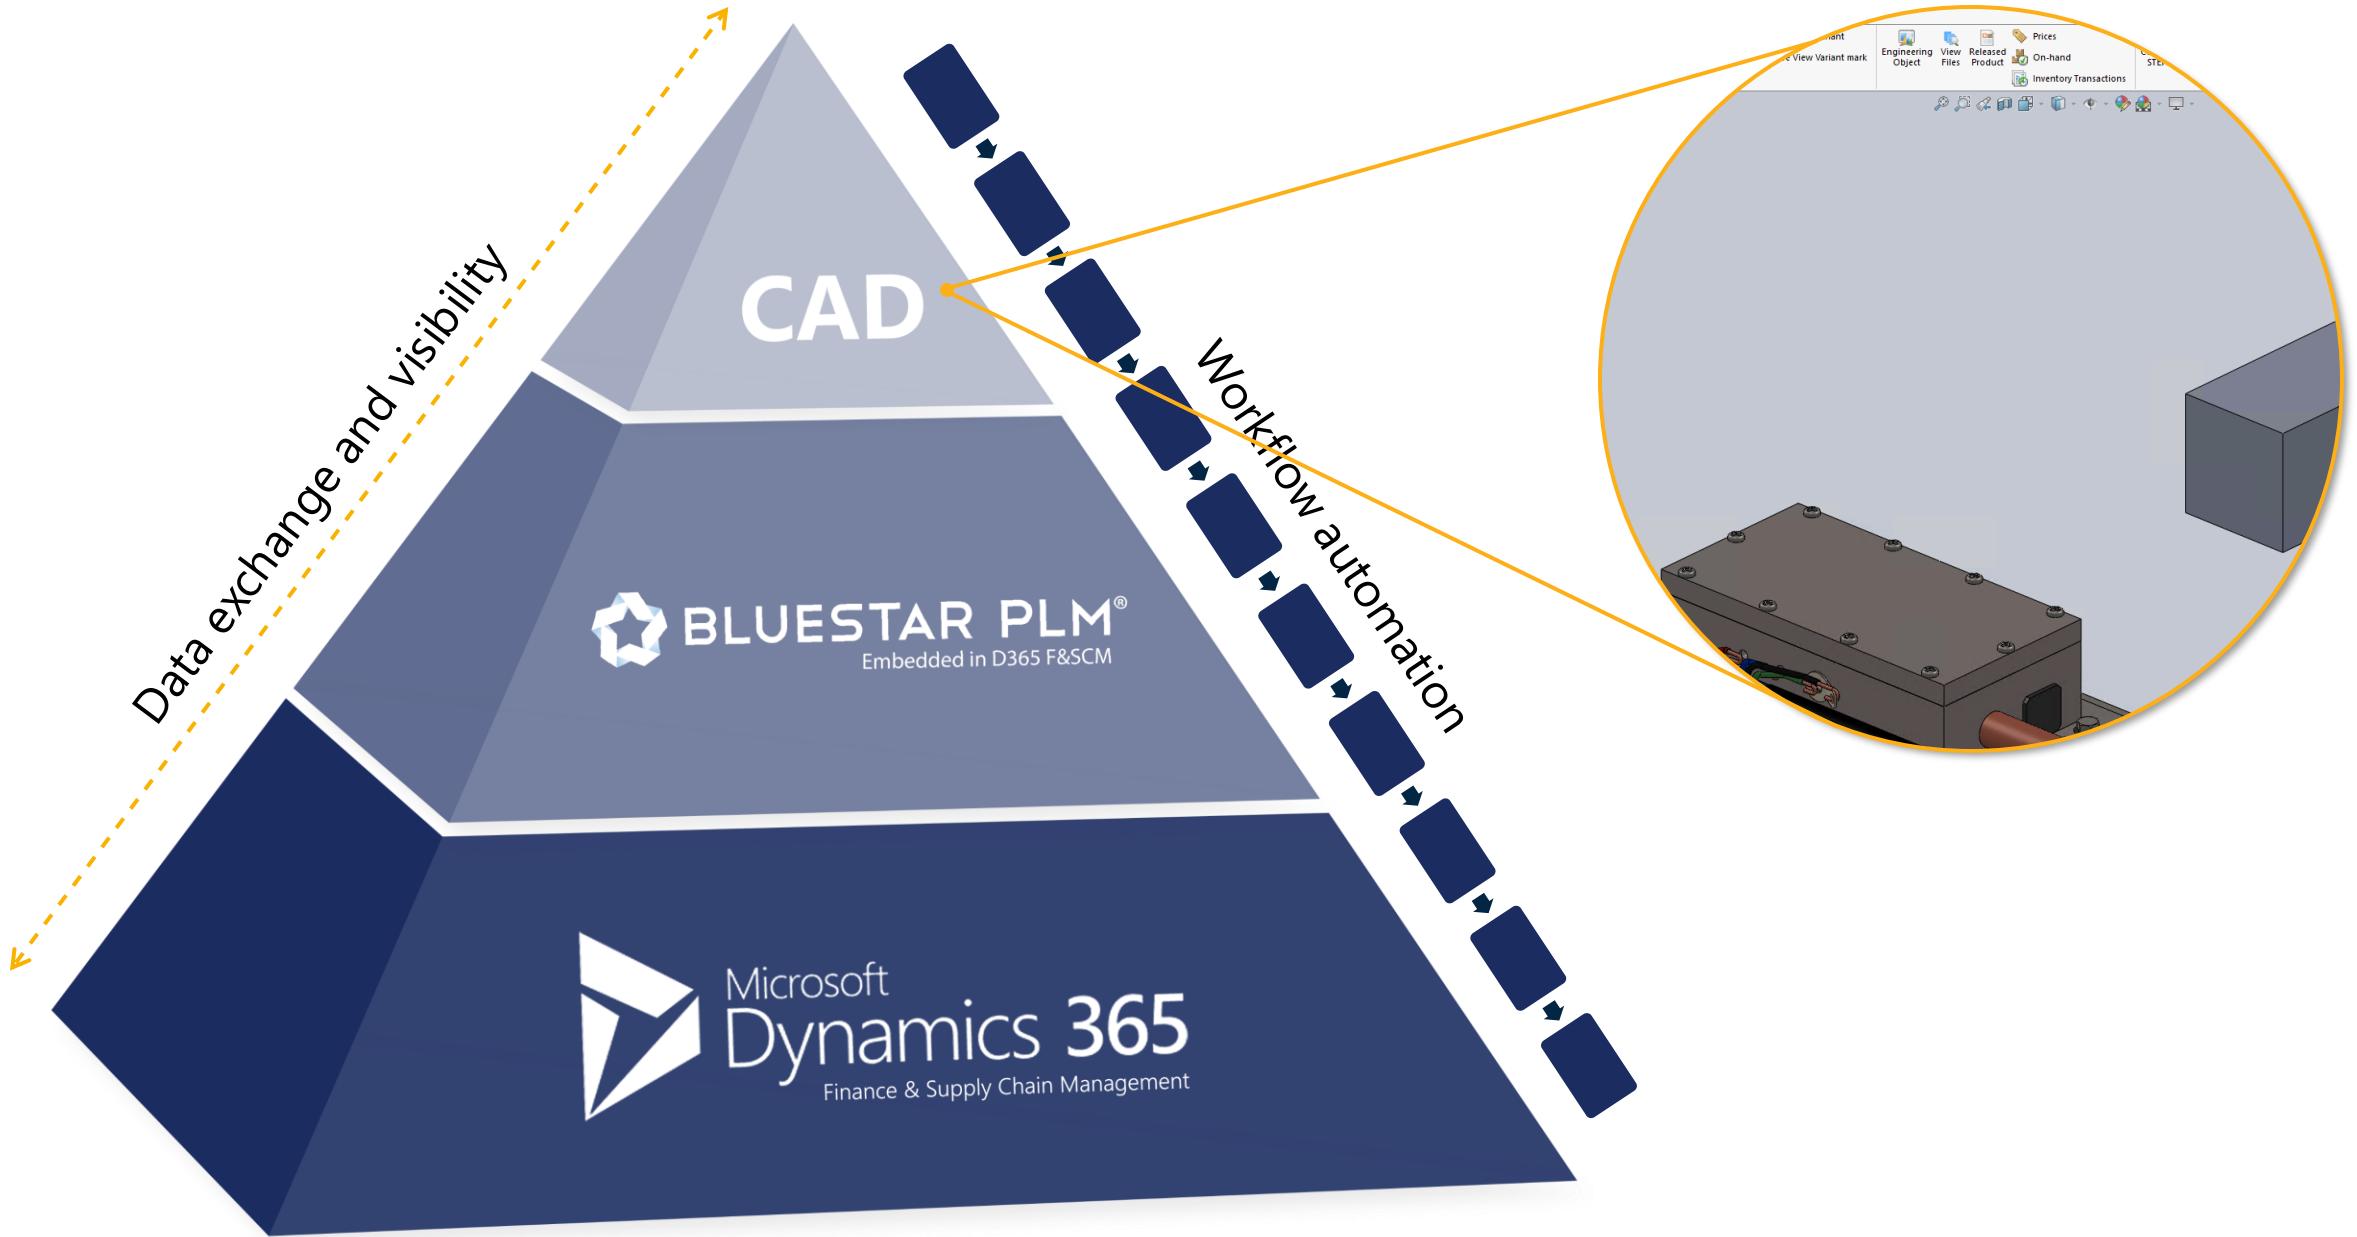 Data exchange and visibility
CAD
BLUESTAR PLM®
Embedded in D365 F&SCM
Microsoft
Dynamics 365
Finance & Supply Chain Management
Workflow automation
View Variant mark
Engineering
Object
View
Files
Released
Product
Prices
On-hand
Inventory Transactions